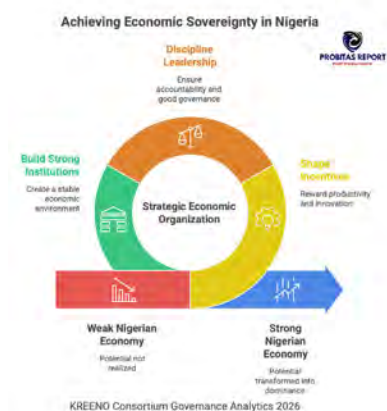 Achieving Economic Sovereignty in Nigeria
PROBITAS REPORT
Discipline
Leadership
Ensure
accountability and
good governance
Build Strong
Institutions
Create a stable
economic
environment
Shape
Incentives
Reward productivity
and innovation
Strategic Economic
Organization
Weak Nigerian
Economy
Potential not
realized
Strong
Nigerian
Economy
Potential
transformed into
dominance
KREENO Consortium Governance Analytics 2026